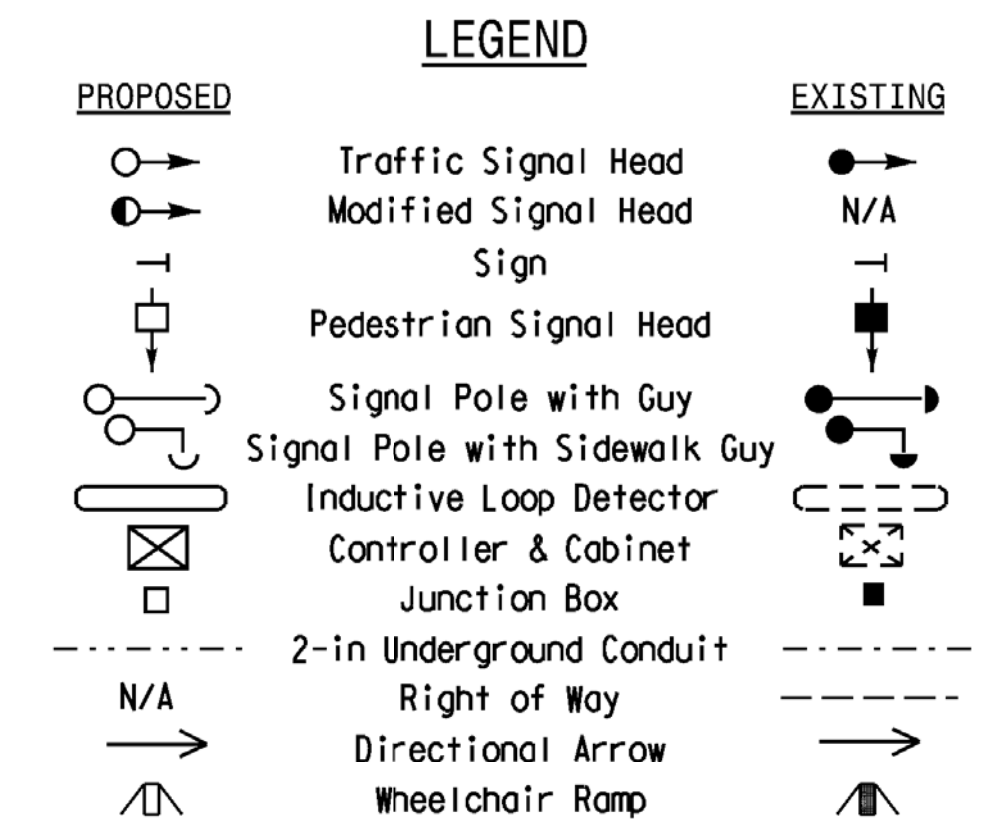 LEGEND
PROPOSED EXISTING
Traffic Signal Head
Modified Signal Head N/A
Sign
Pedestrian Signal Head
Signal Pole with Guy
Signal Pole with Sidewalk Guy
Inductive Loop Detector
Controller & Cabinet
Junction Box
2-in Underground Conduit
N/A Right of Way
Directional Arrow
Wheelchair Ramp